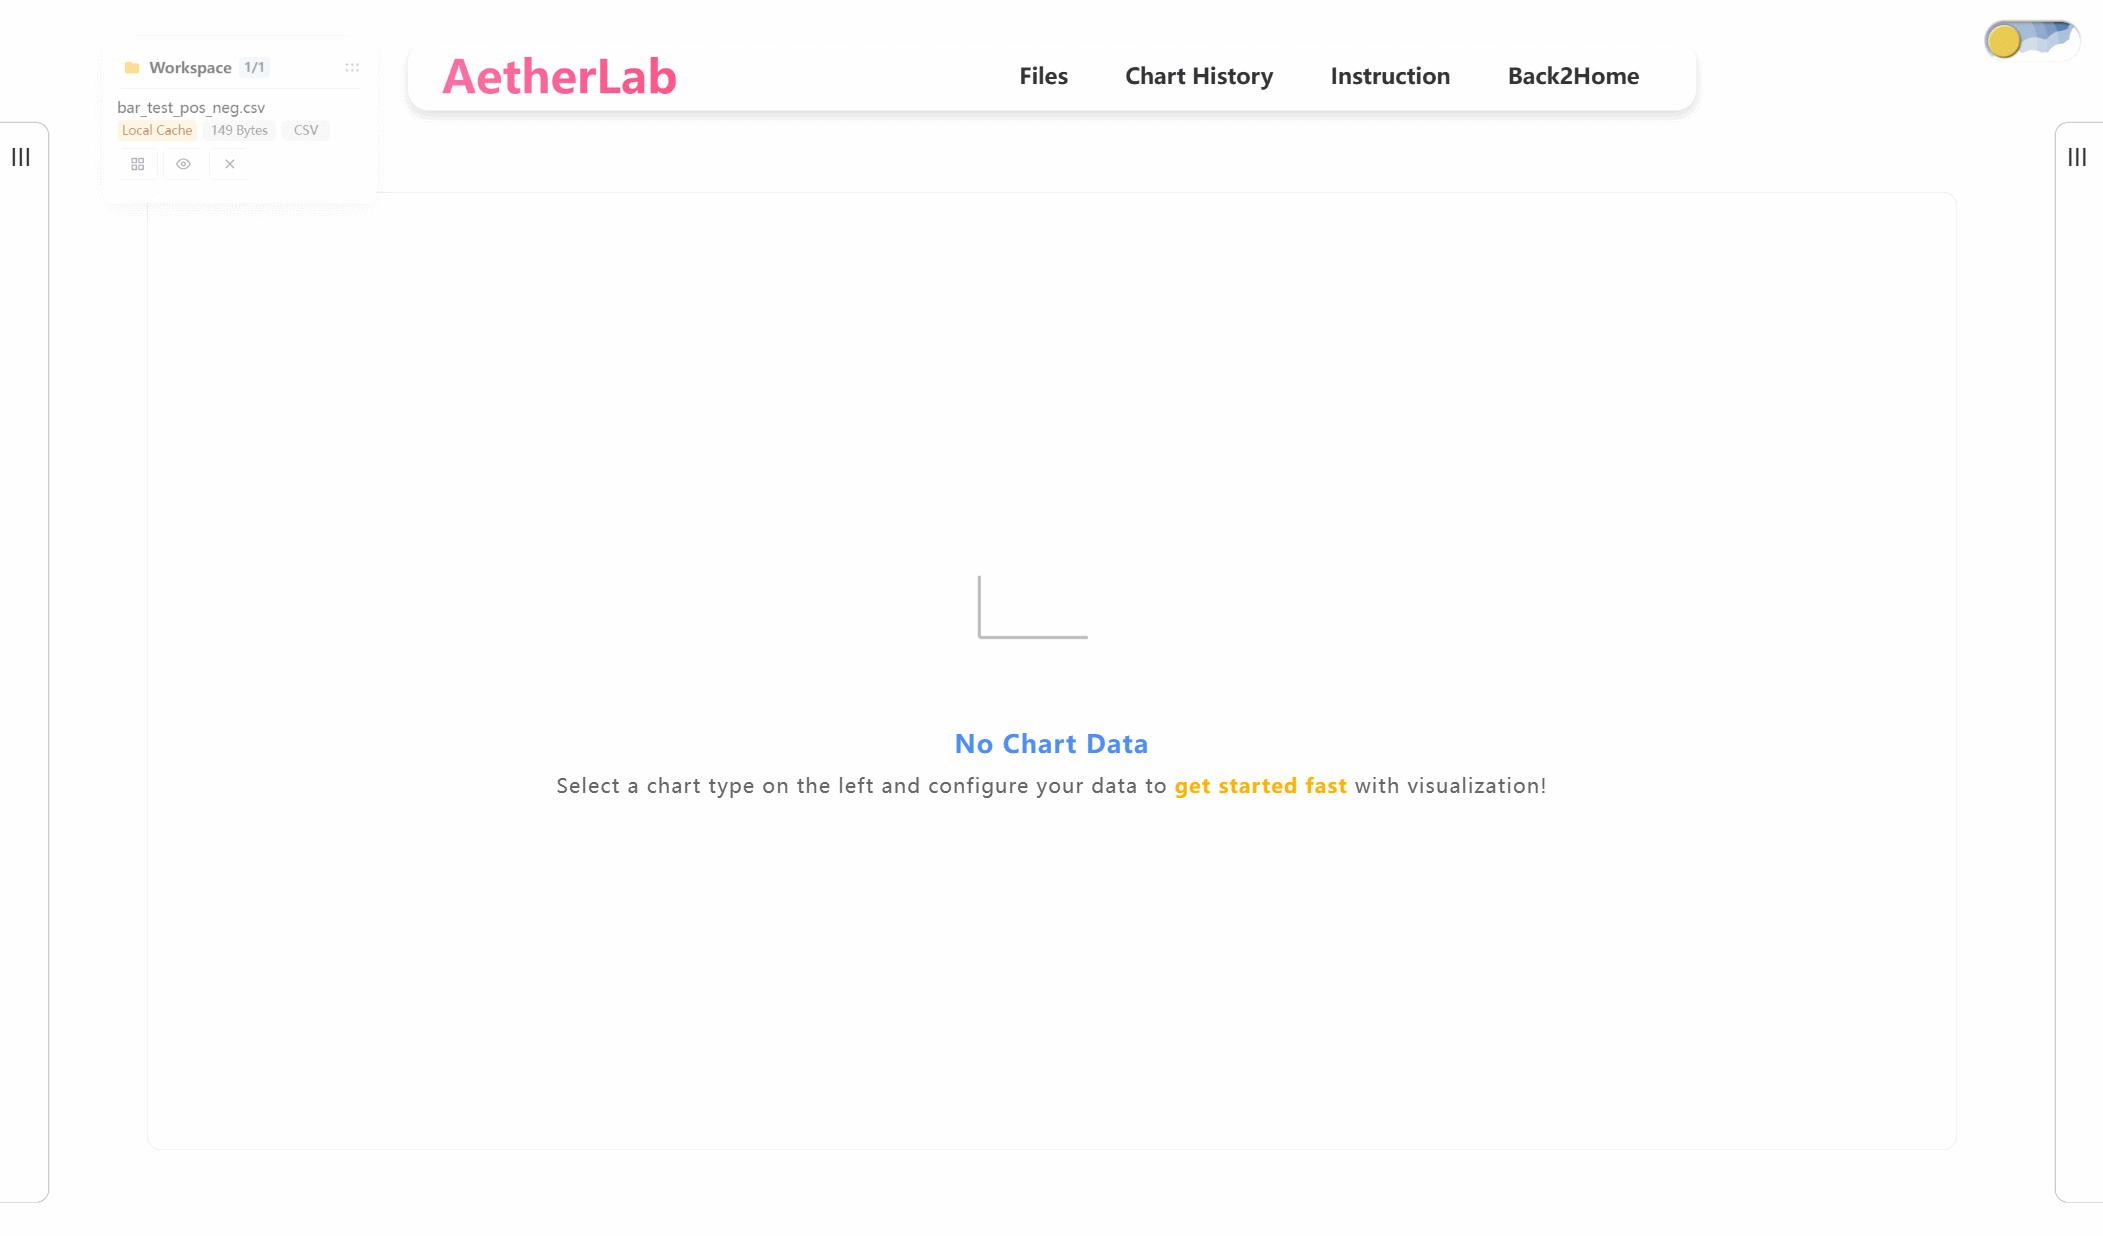 Workspace 1/1
bar_test_pos_neg.csv
Local Cache 149 Bytes CSV
AetherLab
Files Chart History Instruction Back2Home
No Chart Data
Select a chart type on the left and configure your data to get started fast with visualization!